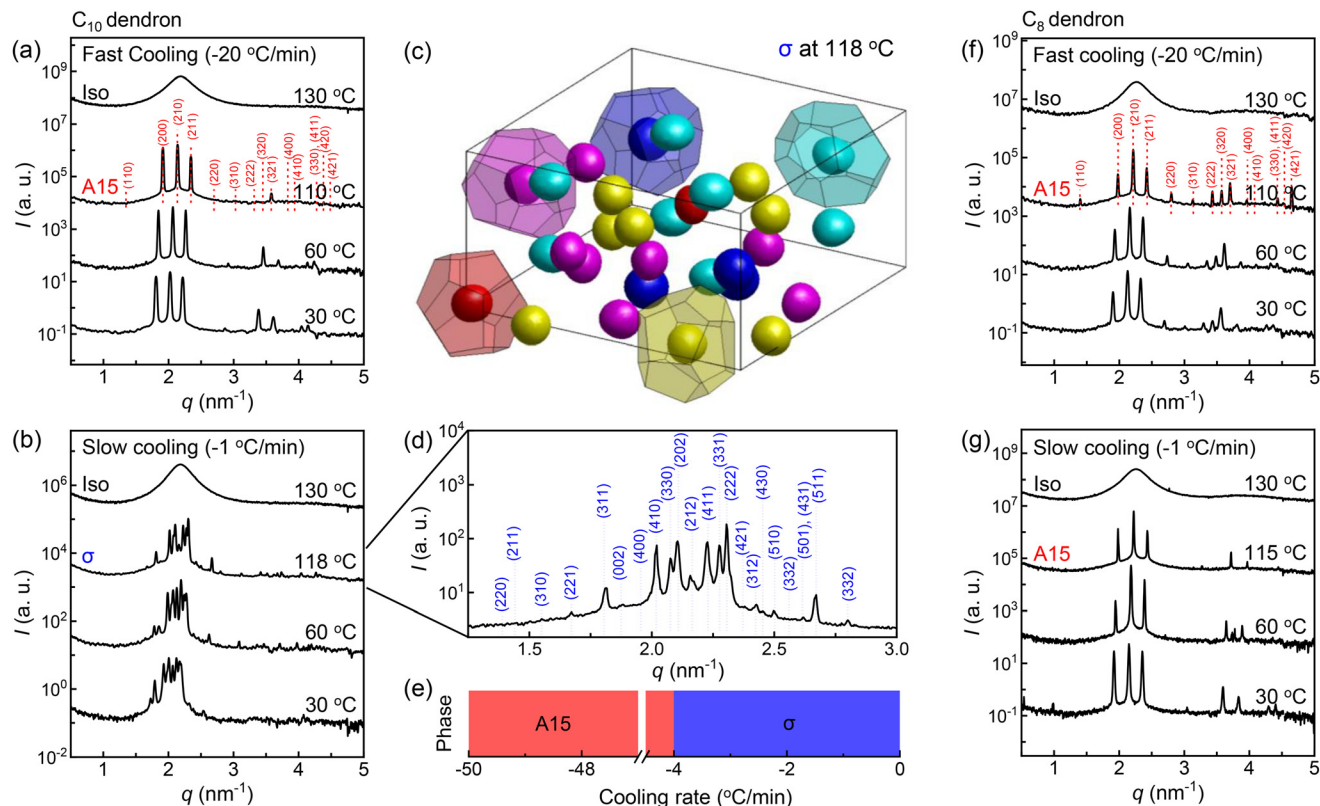 C10 dendron
(a)
Fast Cooling (-20 °C/min)
Iso
130 °C
A15
110 °C
60 °C
30 °C
(110)
(200)
(210)
(211)
(220)
(310)
(222)
(320)
(321)
(400)
(410)
(330)
(411)
(420)
(421)
I (a. u.)
10^9
10^7
10^5
10^3
10^1
10^-1
0 1 2 3 4 5
q (nm-1)
(b)
Slow cooling (-1 °C/min)
Iso
130 °C
σ
118 °C
60 °C
30 °C
I (a. u.)
10^6
10^4
10^2
10^0
10^-2
1 2 3 4 5
q (nm-1)
(c)
σ at 118 °C
(d)
(220)
(211)
(310)
(221)
(311)
(002)
(400)
(410)
(330)
(202)
(212)
(411)
(331)
(222)
(421)
(312)
(430)
(510)
(332)
(501), (431)
(511)
(332)
I (a. u.)
10^4
10^3
10^2
10^1
1.5 2.0 2.5 3.0
q (nm-1)
(e)
Phase
A15
σ
-50 -48 -4 -2 0
Cooling rate (°C/min)
C8 dendron
(f)
Fast cooling (-20 °C/min)
Iso
130 °C
A15
110 °C
60 °C
30 °C
(110)
(200)
(210)
(211)
(220)
(310)
(222)
(320)
(321)
(400)
(410)
(330), (411)
(420)
(421)
I (a. u.)
10^9
10^7
10^5
10^3
10^1
10^-1
1 2 3 4 5
q (nm-1)
(g)
Slow cooling (-1 °C/min)
Iso
130 °C
A15
115 °C
60 °C
30 °C
I (a. u.)
10^9
10^7
10^5
10^3
10^1
10^-1
1 2 3 4 5
q (nm-1)